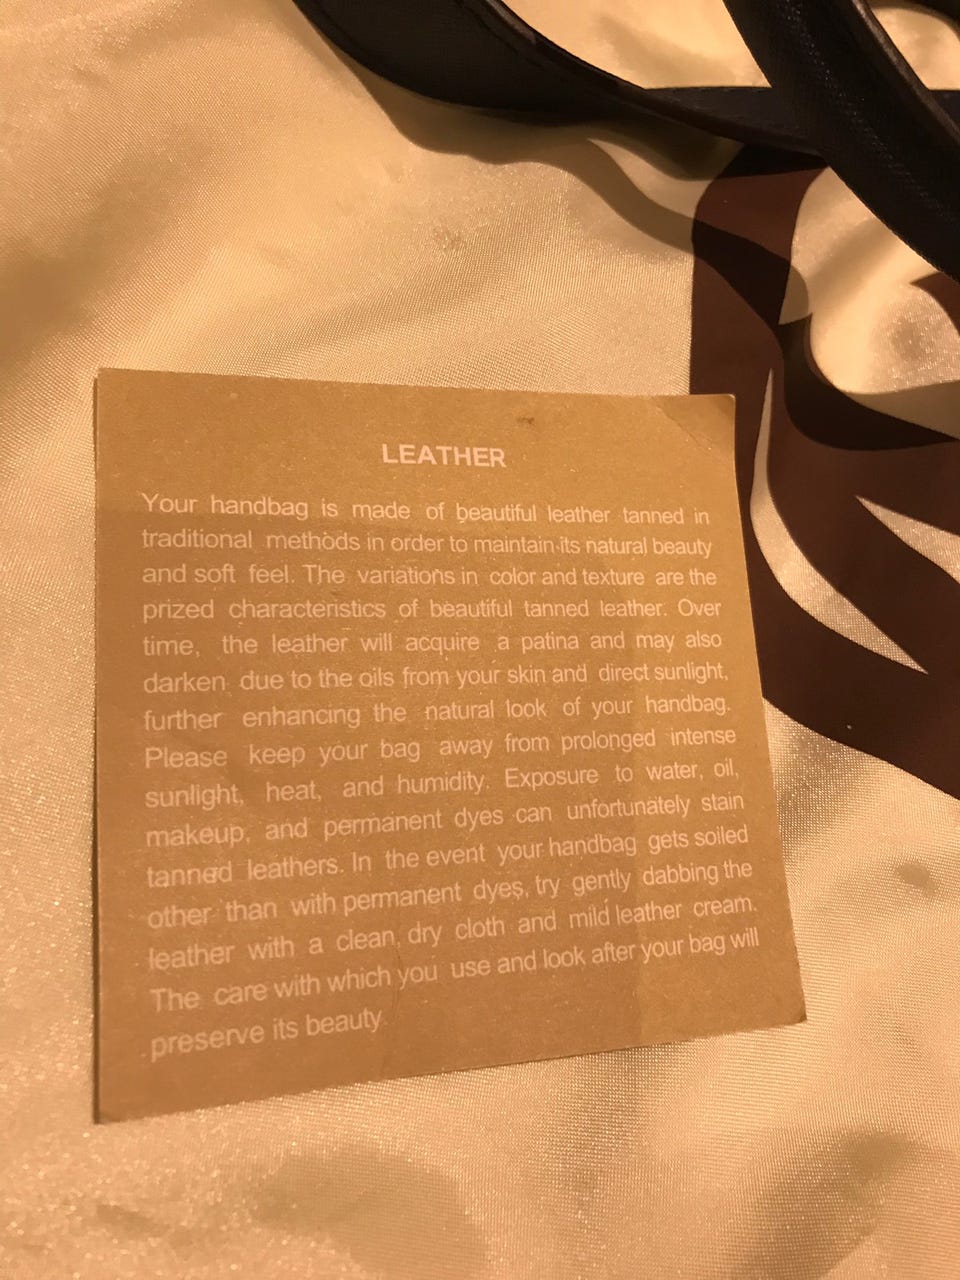 LEATHER
Your handbag is made of beautiful leather tanned in
traditional methods in order to maintain its natural beauty
and soft feel. The variations in color and texture are the
prized characteristics of beautiful tanned leather. Over
time, the leather will acquire a patina and may also
darken due to the oils from your skin and direct sunlight,
further enhancing the natural look of your handbag.
Please keep your bag away from prolonged intense
sunlight, heat, and humidity. Exposure to water, oil,
makeup, and permanent dyes can unfortunately stain
tanned leathers. In the event your handbag gets soiled
other than with permanent dyes, try gently dabbing the
leather with a clean, dry cloth and mild leather cream.
The care with which you use and look after your bag will
preserve its beauty.